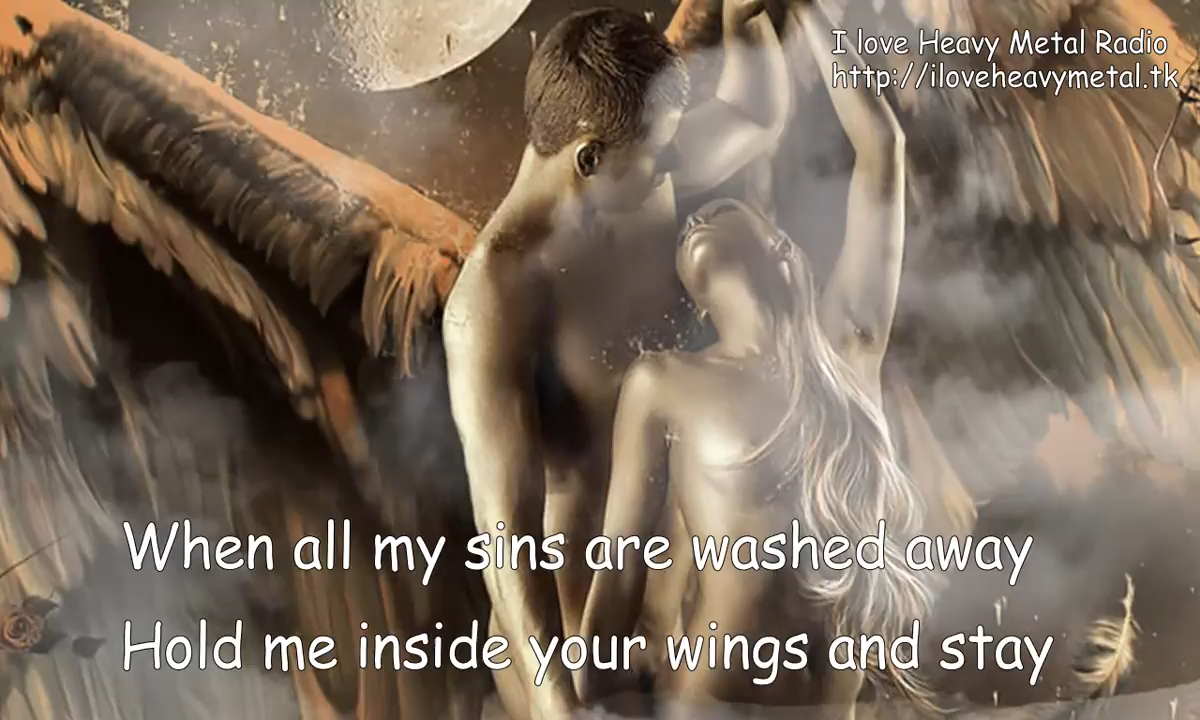 I love Heavy Metal Radio
http://iloveheavymetal.tk
When all my sins are washed away
Hold me inside your wings and stay